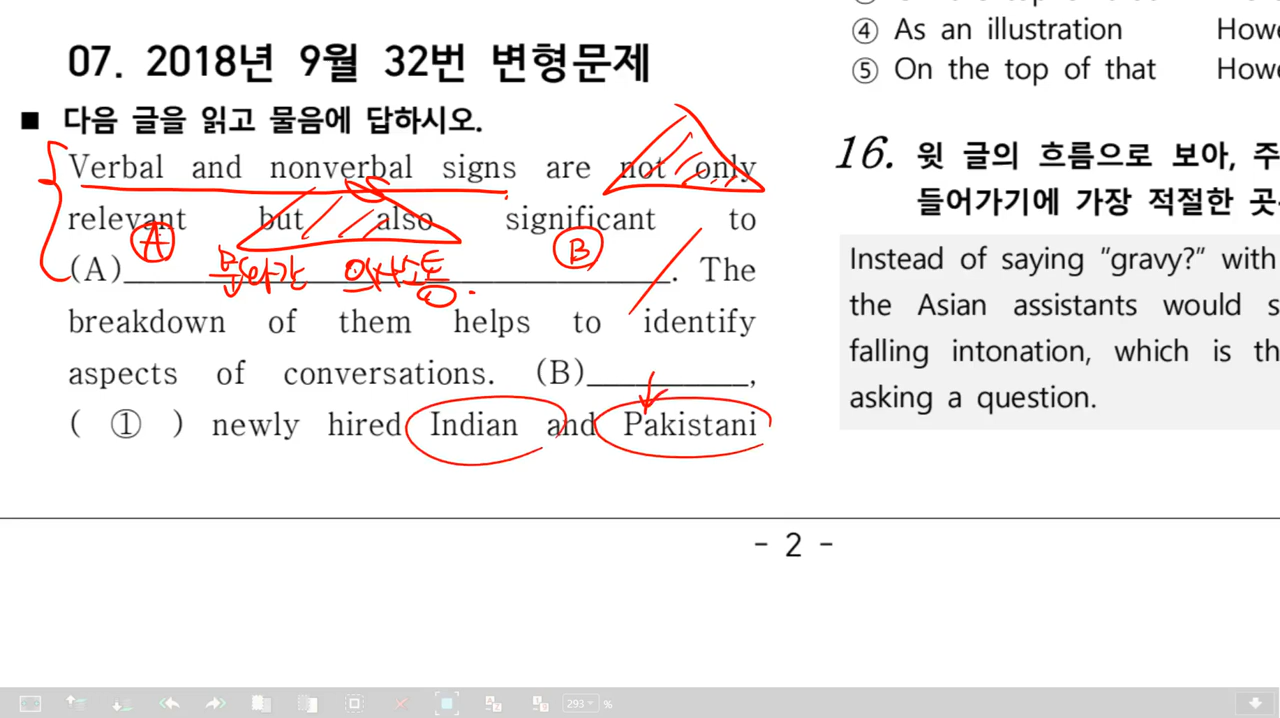 07. 2018년 9월 32번 변형문제
■ 다음 글을 읽고 물음에 답하시오.
Verbal and nonverbal signs are not only
relevant but also significant to
(A)____________________. The
breakdown of them helps to identify
aspects of conversations. (B)__________,
( ① ) newly hired Indian and Pakistani
A
B
의사소통
④ As an illustration Howe
⑤ On the top of that Howe
16. 윗 글의 흐름으로 보아, 주
들어가기에 가장 적절한 곳
Instead of saying "gravy?" with
the Asian assistants would s
falling intonation, which is th
asking a question.
- 2 -
293 %